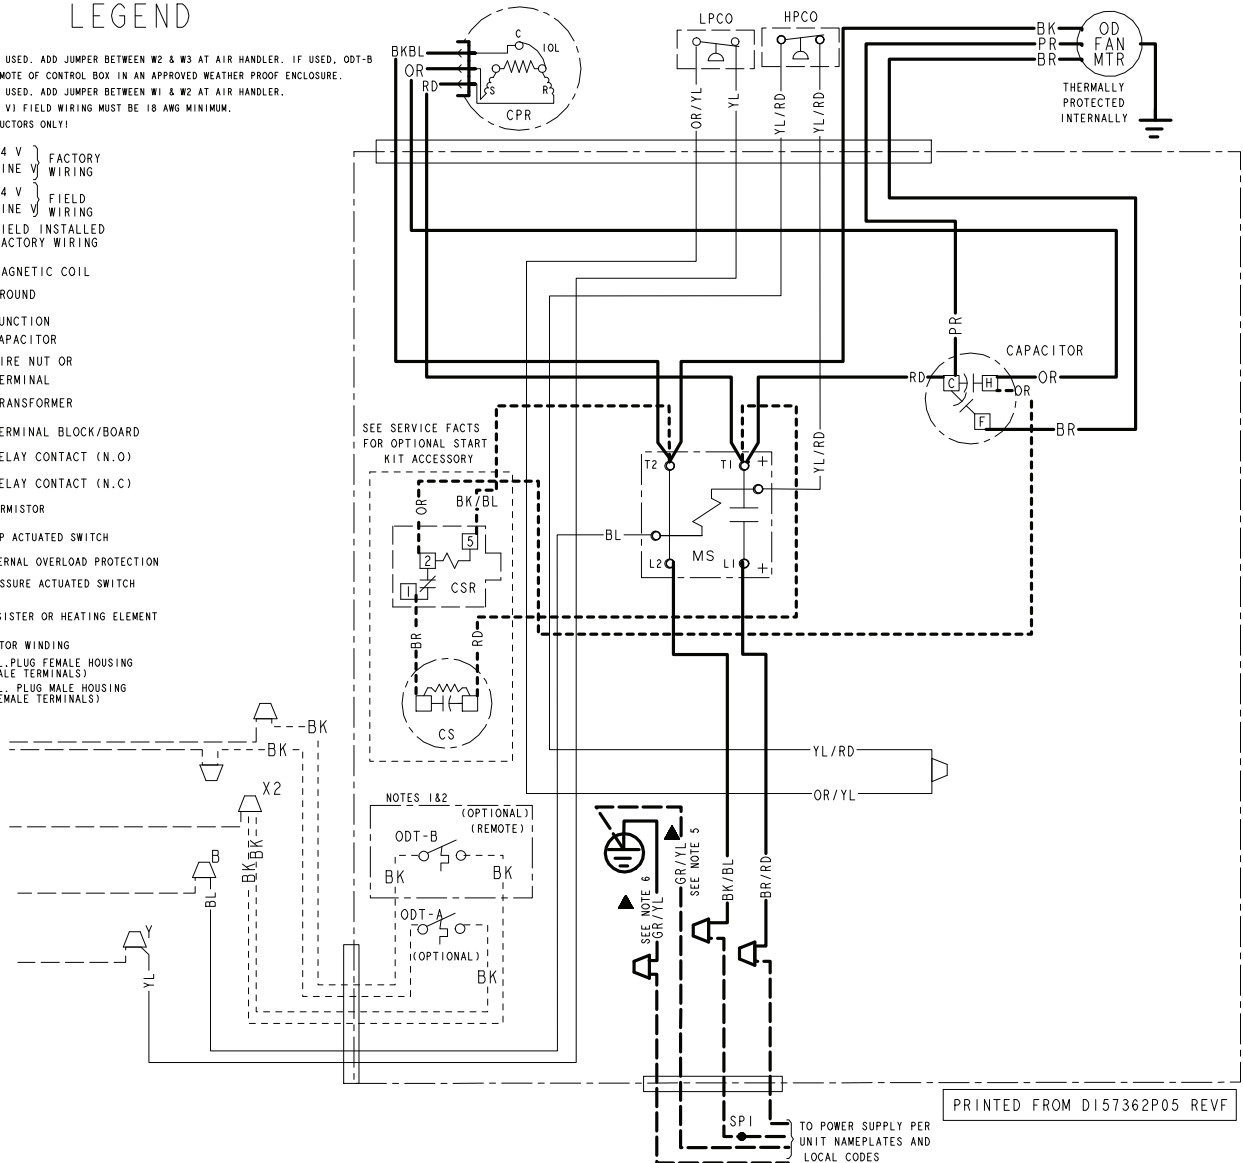 LEGEND
USED. ADD JUMPER BETWEEN W2 & W3 AT AIR HANDLER. IF USED, ODT-B
MOTE OF CONTROL BOX IN AN APPROVED WEATHER PROOF ENCLOSURE.
USED. ADD JUMPER BETWEEN W1 & W2 AT AIR HANDLER.
V) FIELD WIRING MUST BE 18 AWG MINIMUM.
UCTORS ONLY!
4 V
INE V
FACTORY
WIRING
4 V
INE V
FIELD
WIRING
IELD INSTALLED
ACTORY WIRING
AGNETIC COIL
ROUND
UNCTION
APACITOR
IRE NUT OR
ERMINAL
RANSFORMER
ERMINAL BLOCK/BOARD
ELAY CONTACT (N.O)
ELAY CONTACT (N.C)
ERMISTOR
P ACTUATED SWITCH
ERNAL OVERLOAD PROTECTION
SSURE ACTUATED SWITCH
SISTER OR HEATING ELEMENT
TOR WINDING
L.PLUG FEMALE HOUSING
ALE TERMINALS)
L. PLUG MALE HOUSING
EMALE TERMINALS)
BKBL
OR
RD
C
IOL
S
R
CPR
LPCO
HPCO
OR/YL
YL
YL/RD
YL/RD
BK
PR
BR
OD
FAN
MTR
THERMALLY
PROTECTED
INTERNALLY
PR
CAPACITOR
RD
C
H
OR
OR
F
BR
SEE SERVICE FACTS
FOR OPTIONAL START
KIT ACCESSORY
OR
BK/BL
5
2
1
CSR
BR
RD
CS
T2
T1
+
YL/RD
BL
MS
L2
L1
+
YL/RD
OR/YL
BK
BK
X2
BK
BK
B
BL
Y
YL
NOTES 1&2
(OPTIONAL)
(REMOTE)
ODT-B
BK
BK
ODT-A
(OPTIONAL)
BK
SEE NOTE 6
GR/YL
GR/YL
SEE NOTE 5
BK/BL
BR/RD
SP1
TO POWER SUPPLY PER
UNIT NAMEPLATES AND
LOCAL CODES
PRINTED FROM D157362P05 REVF